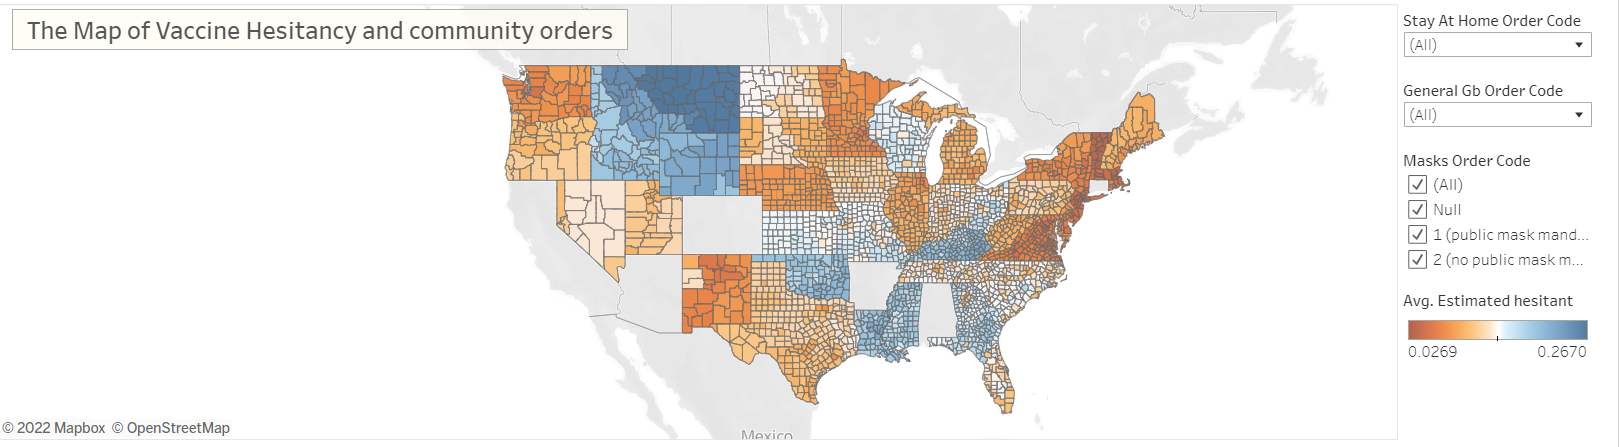 The Map of Vaccine Hesitancy and community orders
Stay At Home Order Code
(All)
General Gb Order Code
(All)
Masks Order Code
(All)
Null
1 (public mask mand...
2 (no public mask m...
Avg. Estimated hesitant
0.0269 0.2670
Mexico
© 2022 Mapbox © OpenStreetMap